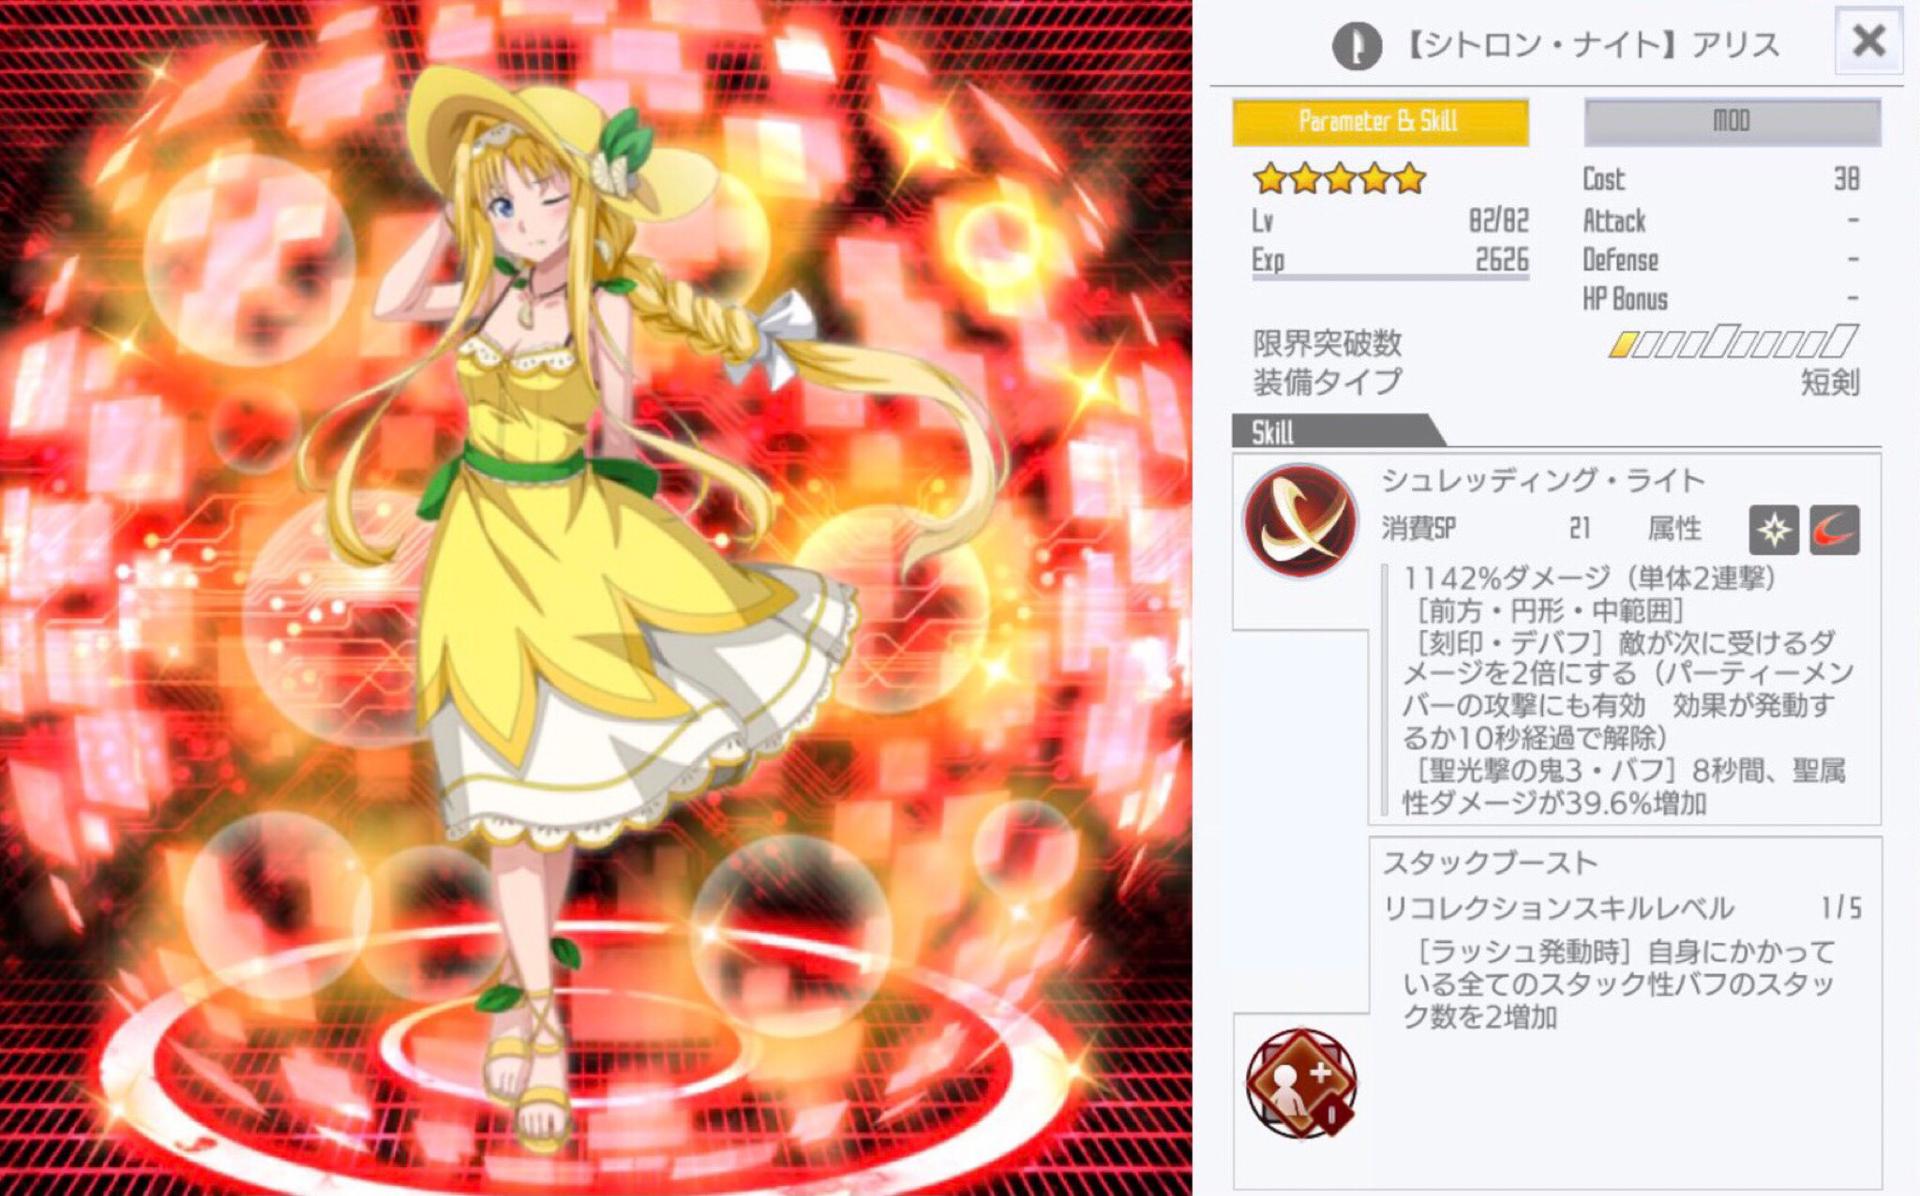 【シトロン・ナイト】アリス
Parameter & Skill
MOD
Lv 82/82
Exp 2626
Cost 38
Attack -
Defense -
HP Bonus -
限界突破数
装備タイプ 短剣
Skill
シュレッディング・ライト
消費SP 21 属性
1142%ダメージ（単体2連撃）
［前方・円形・中範囲］
［刻印・デバフ］敵が次に受けるダ
メージを2倍にする（パーティーメン
バーの攻撃にも有効　効果が発動す
るか10秒経過で解除）
［聖光撃の鬼3・バフ］8秒間、聖属
性ダメージが39.6%増加
スタックブースト
リコレクションスキルレベル 1/5
［ラッシュ発動時］自身にかかって
いる全てのスタック性バフのスタッ
ク数を2増加